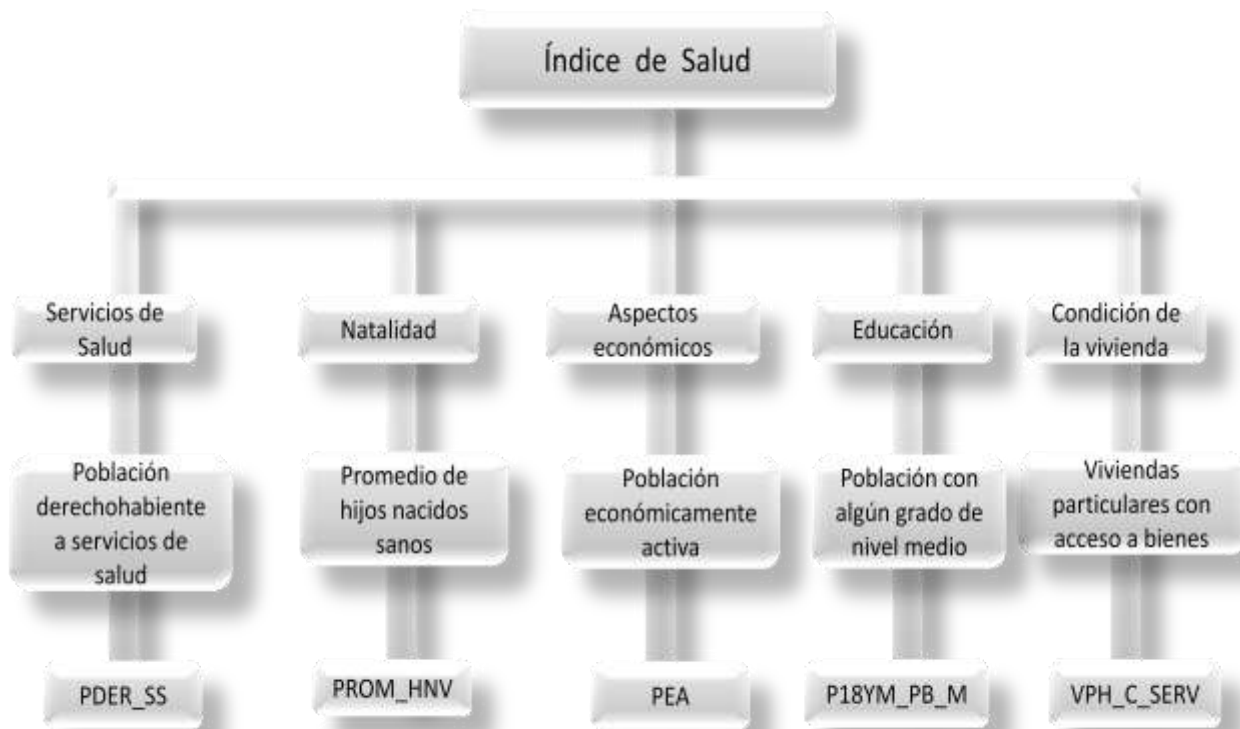 Índice de Salud
Servicios de
Salud
Natalidad
Aspectos
económicos
Educación
Condición de
la vivienda
Población
derechohabiente
a servicios de
salud
Promedio de
hijos nacidos
sanos
Población
económicamente
activa
Población con
algún grado de
nivel medio
Viviendas
particulares con
acceso a bienes
PDER_SS
PROM_HNV
PEA
P18YM_PB_M
VPH_C_SERV